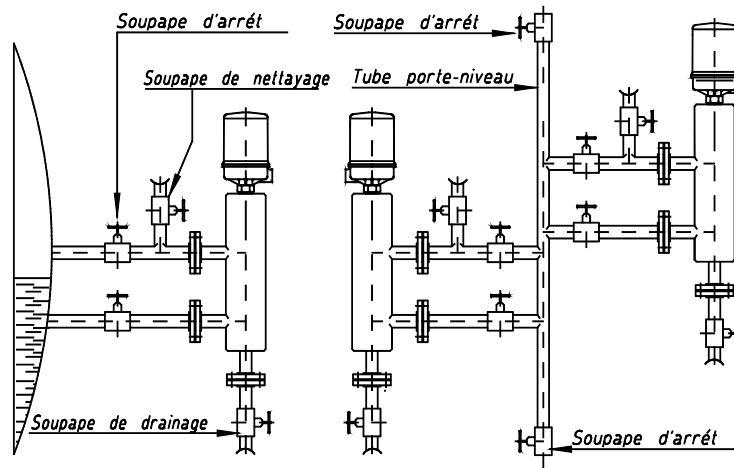 Soupape d'arrét
Soupape d'arrét
Soupape de nettayage
Tube porte-niveau
Soupape de drainage
Soupape d'arrét